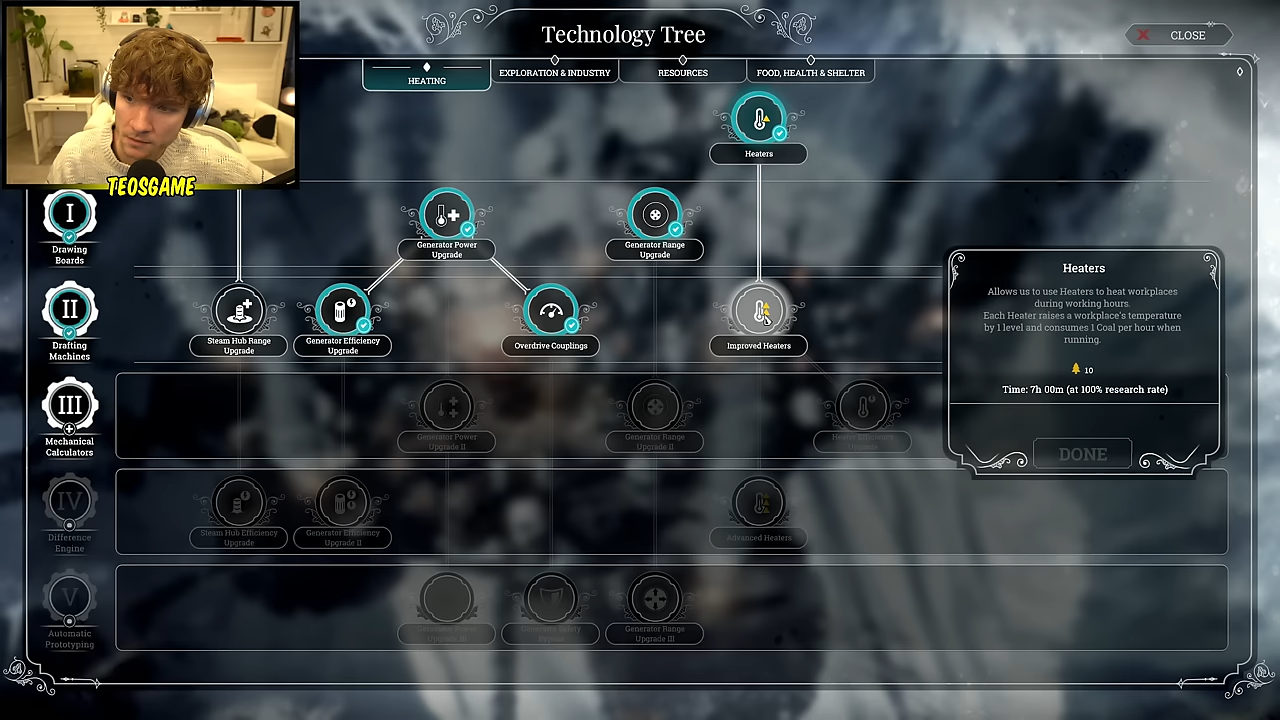 Technology Tree
CLOSE
HEATING
EXPLORATION & INDUSTRY
RESOURCES
FOOD, HEALTH & SHELTER
TEOSGAME
Heaters
I
Drawing
Boards
Generator Power
Upgrade
Generator Range
Upgrade
II
Drafting
Machines
Steam Hub Range
Upgrade
Generator Efficiency
Upgrade
Overdrive Couplings
Improved Heaters
Heaters
Allows us to use Heaters to heat workplaces
during working hours.
Each Heater raises a workplace's temperature
by 1 level and consumes 1 Coal per hour when
running.
10
Time: 7h 00m (at 100% research rate)
DONE
III
Mechanical
Calculators
Generator Power
Upgrade II
Generator Range
Upgrade II
Heater Efficiency
Upgrade
IV
Difference
Engine
Steam Hub Efficiency
Upgrade
Generator Efficiency
Upgrade II
Advanced Heaters
V
Automatic
Prototyping
Generator Range
Upgrade III